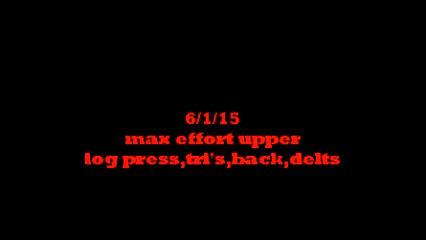 6/1/15
max effort upper
log press,tri's,back,delts